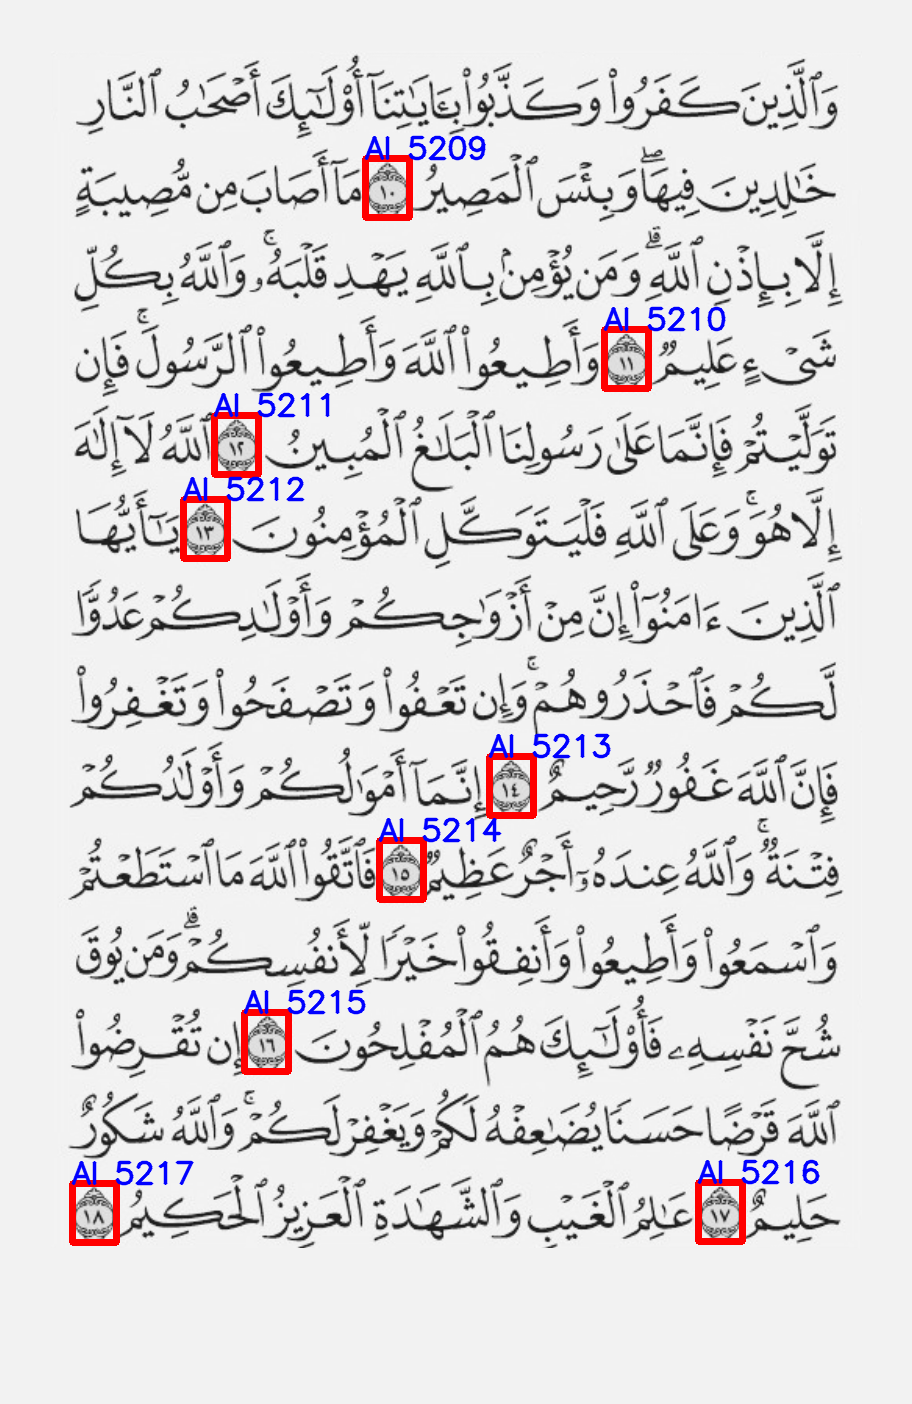 وَٱلَّذِينَ كَفَرُوا۟ وَكَذَّبُوا۟ بِـَٔايَـٰتِنَآ أُو۟لَـٰٓئِكَ أَصْحَـٰبُ ٱلنَّارِ
AI 5209
خَـٰلِدِينَ فِيهَا ۖ وَبِئْسَ ٱلْمَصِيرُ ١٠ مَآ أَصَابَ مِن مُّصِيبَةٍ
إِلَّا بِإِذْنِ ٱللَّهِ ۗ وَمَن يُؤْمِنۢ بِٱللَّهِ يَهْدِ قَلْبَهُۥ ۚ وَٱللَّهُ بِكُلِّ
AI 5210
شَىْءٍ عَلِيمٌ ١١ وَأَطِيعُوا۟ ٱللَّهَ وَأَطِيعُوا۟ ٱلرَّسُولَ ۚ فَإِن
AI 5211
تَوَلَّيْتُمْ فَإِنَّمَا عَلَىٰ رَسُولِنَا ٱلْبَلَـٰغُ ٱلْمُبِينُ ١٢ ٱللَّهُ لَآ إِلَـٰهَ
AI 5212
إِلَّا هُوَ ۚ وَعَلَى ٱللَّهِ فَلْيَتَوَكَّلِ ٱلْمُؤْمِنُونَ ١٣ يَـٰٓأَيُّهَا
ٱلَّذِينَ ءَامَنُوٓا۟ إِنَّ مِنْ أَزْوَٰجِكُمْ وَأَوْلَـٰدِكُمْ عَدُوًّا
لَّكُمْ فَٱحْذَرُوهُمْ ۚ وَإِن تَعْفُوا۟ وَتَصْفَحُوا۟ وَتَغْفِرُوا۟
AI 5213
فَإِنَّ ٱللَّهَ غَفُورٌ رَّحِيمٌ ١٤ إِنَّمَآ أَمْوَٰلُكُمْ وَأَوْلَـٰدُكُمْ
AI 5214
فِتْنَةٌ ۚ وَٱللَّهُ عِندَهُۥٓ أَجْرٌ عَظِيمٌ ١٥ فَٱتَّقُوا۟ ٱللَّهَ مَا ٱسْتَطَعْتُمْ
وَٱسْمَعُوا۟ وَأَطِيعُوا۟ وَأَنفِقُوا۟ خَيْرًا لِّأَنفُسِكُمْ ۗ وَمَن يُوقَ
AI 5215
شُحَّ نَفْسِهِۦ فَأُو۟لَـٰٓئِكَ هُمُ ٱلْمُفْلِحُونَ ١٦ إِن تُقْرِضُوا۟
ٱللَّهَ قَرْضًا حَسَنًا يُضَـٰعِفْهُ لَكُمْ وَيَغْفِرْ لَكُمْ ۚ وَٱللَّهُ شَكُورٌ
AI 5216
AI 5217
حَلِيمٌ ١٧ عَـٰلِمُ ٱلْغَيْبِ وَٱلشَّهَـٰدَةِ ٱلْعَزِيزُ ٱلْحَكِيمُ ١٨